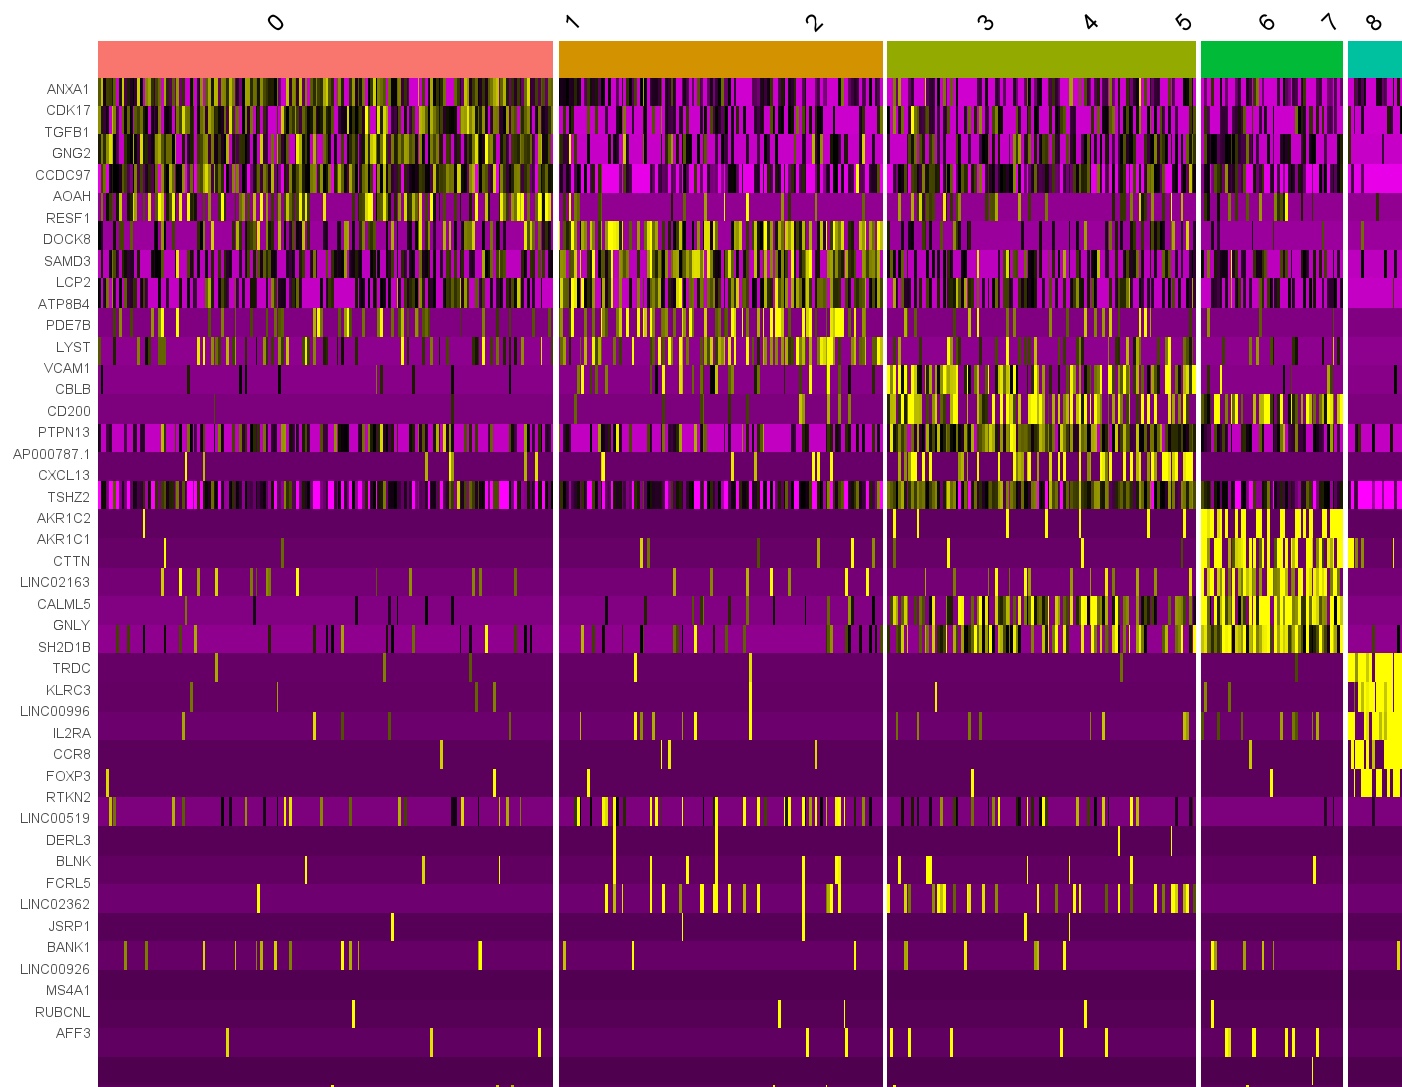 0 1 2 3 4 5 6 7 8
ANXA1
CDK17
TGFB1
GNG2
CCDC97
AOAH
RESF1
DOCK8
SAMD3
LCP2
ATP8B4
PDE7B
LYST
VCAM1
CBLB
CD200
PTPN13
AP000787.1
CXCL13
TSHZ2
AKR1C2
AKR1C1
CTTN
LINC02163
CALML5
GNLY
SH2D1B
TRDC
KLRC3
LINC00996
IL2RA
CCR8
FOXP3
RTKN2
LINC00519
DERL3
BLNK
FCRL5
LINC02362
JSRP1
BANK1
LINC00926
MS4A1
RUBCNL
AFF3